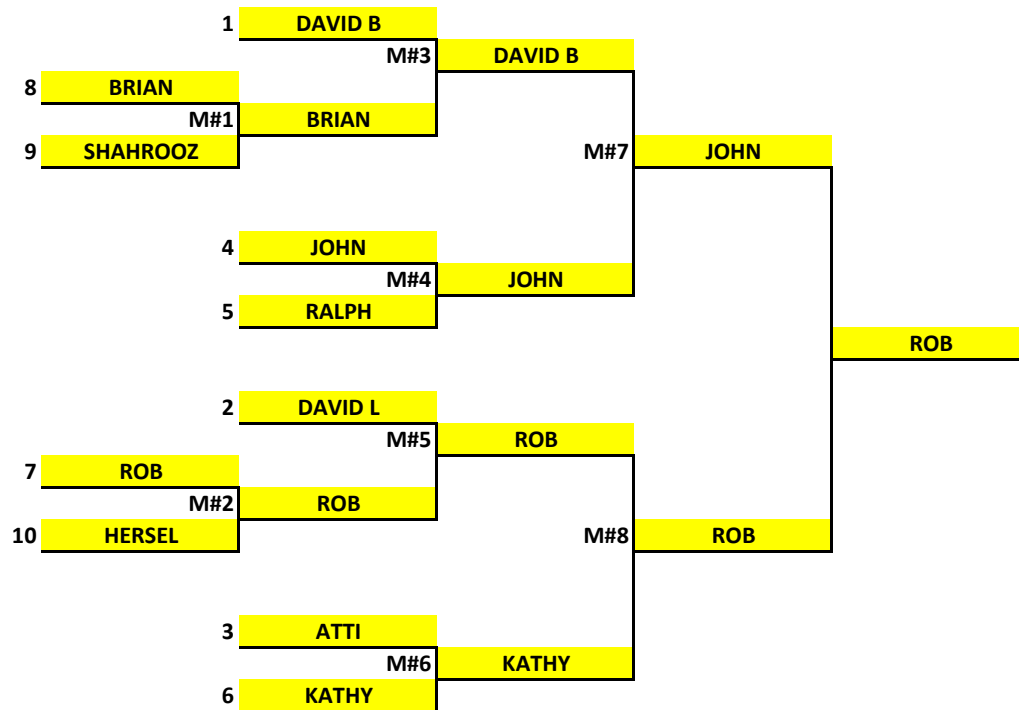 1 DAVID B
M#3 DAVID B
8 BRIAN
M#1 BRIAN
9 SHAHROOZ
M#7 JOHN
4 JOHN
M#4 JOHN
5 RALPH
ROB
2 DAVID L
M#5 ROB
7 ROB
M#2 ROB
10 HERSEL
M#8 ROB
3 ATTI
M#6 KATHY
6 KATHY